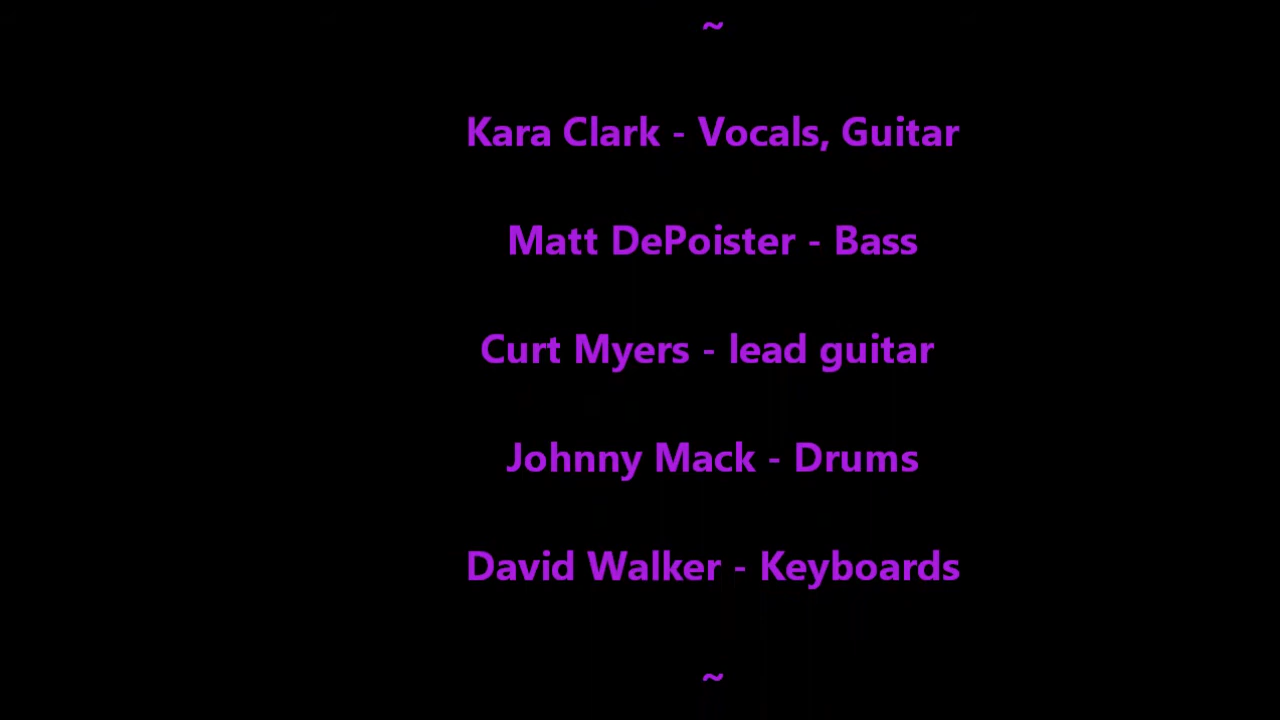 ~
Kara Clark - Vocals, Guitar
Matt DePoister - Bass
Curt Myers - lead guitar
Johnny Mack - Drums
David Walker - Keyboards
~